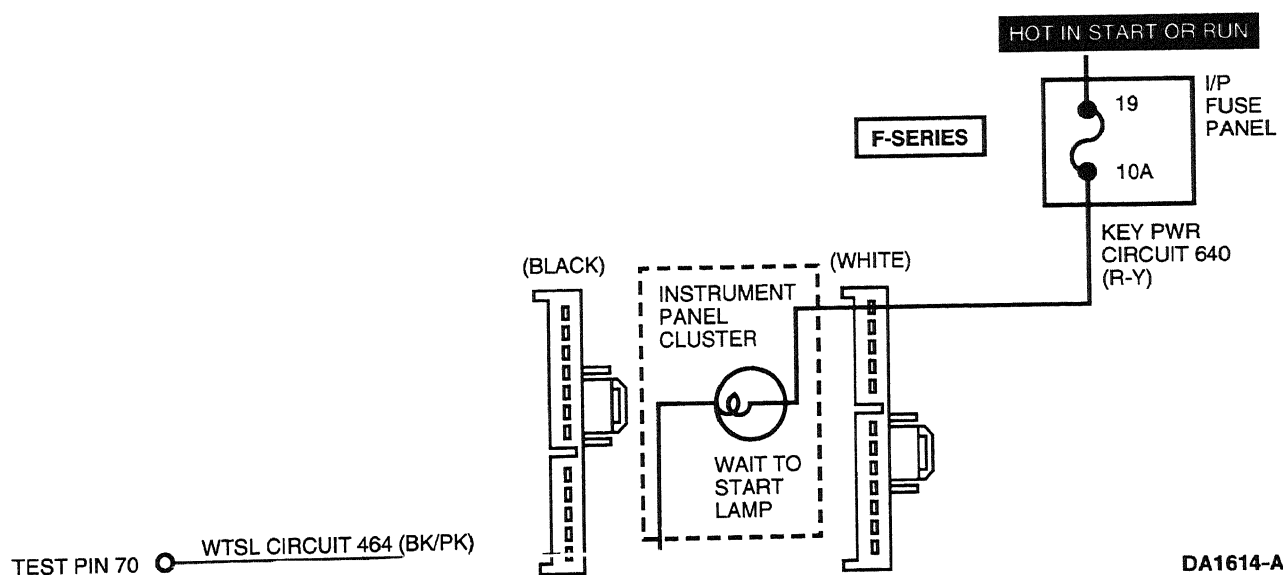 HOT IN START OR RUN
I/P
FUSE
PANEL
19
10A
F-SERIES
KEY PWR
CIRCUIT 640
(R-Y)
(BLACK)
(WHITE)
INSTRUMENT
PANEL
CLUSTER
WAIT TO
START
LAMP
TEST PIN 70
WTSL CIRCUIT 464 (BK/PK)
DA1614-A